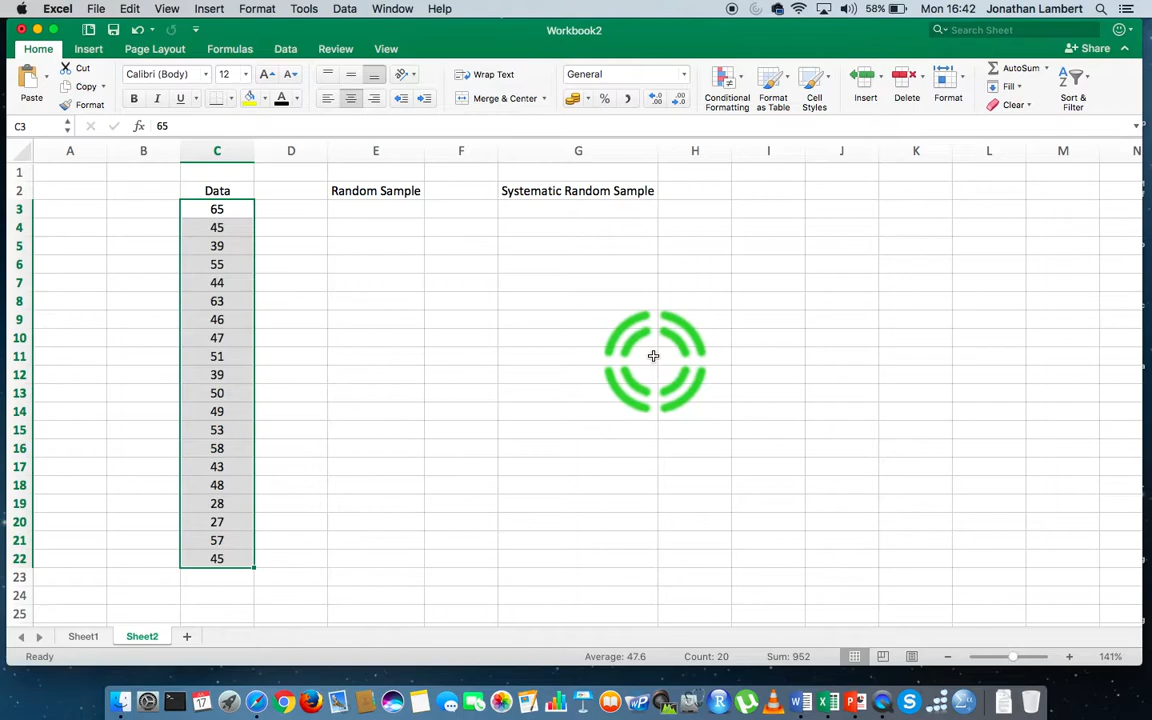 Excel File Edit View Insert Format Tools Data Window Help 58% Mon 16:42 Jonathan Lambert
Workbook2
Search Sheet
Home Insert Page Layout Formulas Data Review View
Share
Paste
Cut
Copy
Format
Calibri (Body) 12 A A
B I U A
Wrap Text
Merge & Center
General
%
Conditional Formatting
Format as Table
Cell Styles
Insert
Delete
Format
AutoSum
Fill
Clear
Sort & Filter
C3 fx 65
A B C D E F G H I J K L M N
1
2 Data Random Sample Systematic Random Sample
3 65
4 45
5 39
6 55
7 44
8 63
9 46
10 47
11 51
12 39
13 50
14 49
15 53
16 58
17 43
18 48
19 28
20 27
21 57
22 45
23
24
25
Sheet1 Sheet2 +
Ready Average: 47.6 Count: 20 Sum: 952 141%